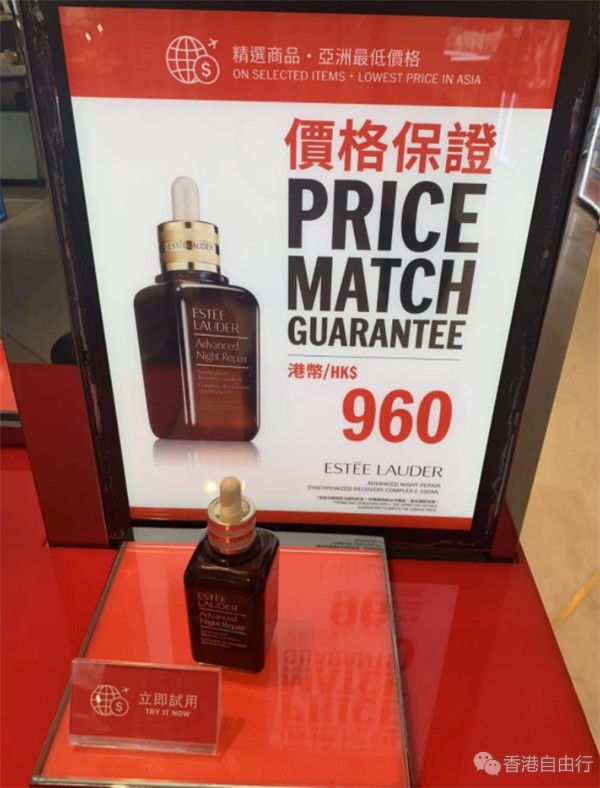 精選商品・亞洲最低價格
ON SELECTED ITEMS・LOWEST PRICE IN ASIA
價格保證
PRICE
MATCH
GUARANTEE
港幣/HK$
960
ESTĒE LAUDER
ESTĒE
LAUDER
Advanced
Night Repair
ESTĒE LAUDER
ADVANCED NIGHT REPAIR
SYNCHRONIZED RECOVERY COMPLEX II 100ML
ESTĒE
LAUDER
Advanced
Night Repair
立即試用
TRY IT NOW
香港自由行